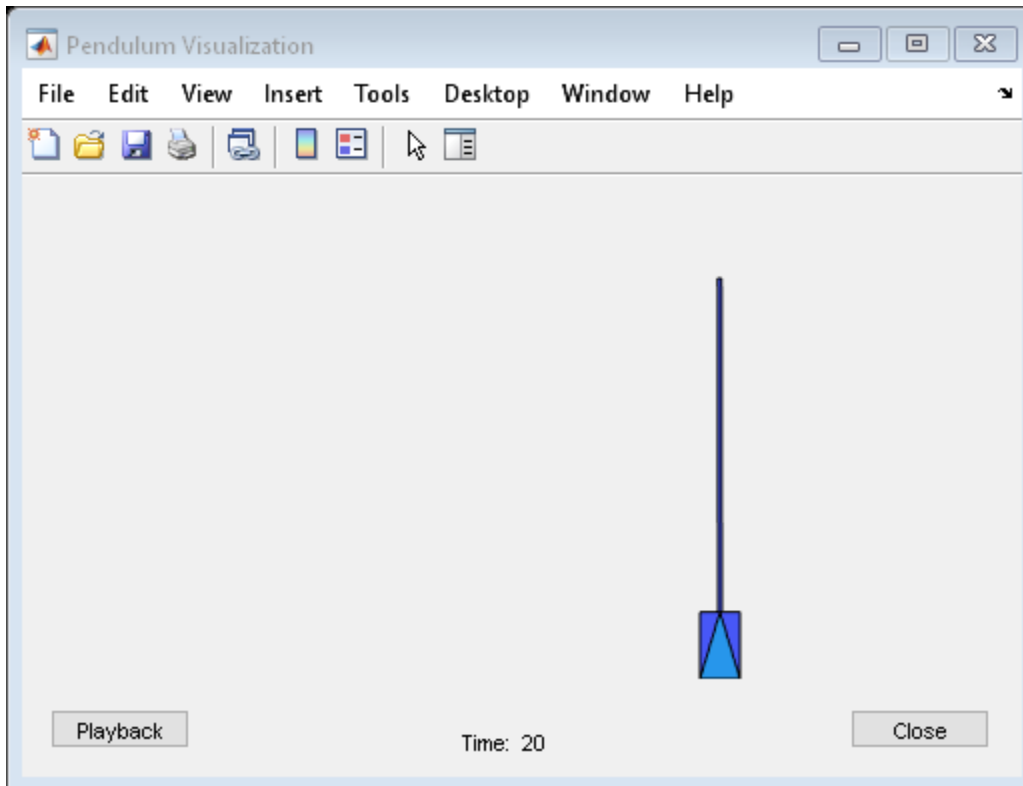 Pendulum Visualization
File Edit View Insert Tools Desktop Window Help
Playback Time: 20 Close